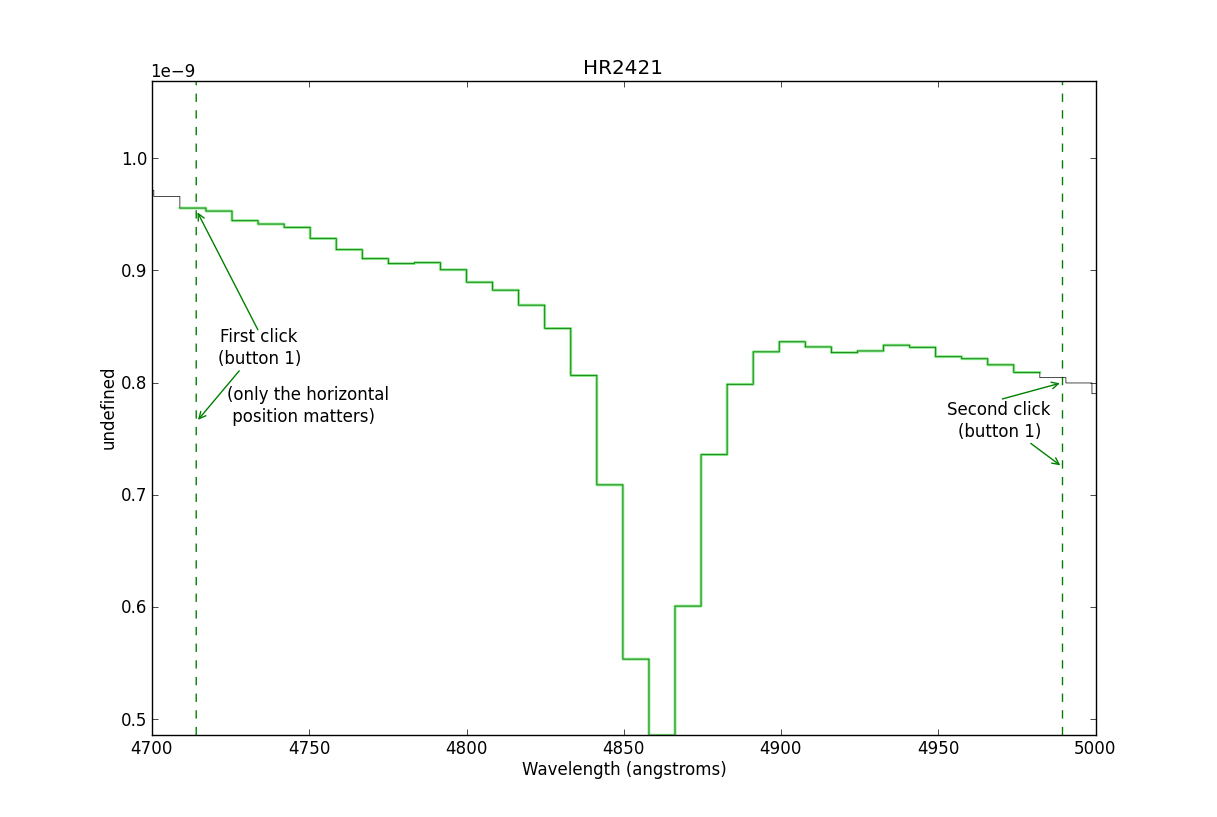 HR2421
1e−9
1.0
0.9
0.8
0.7
0.6
0.5
undefined
First click
(button 1)
(only the horizontal
position matters)
Second click
(button 1)
4700 4750 4800 4850 4900 4950 5000
Wavelength (angstroms)